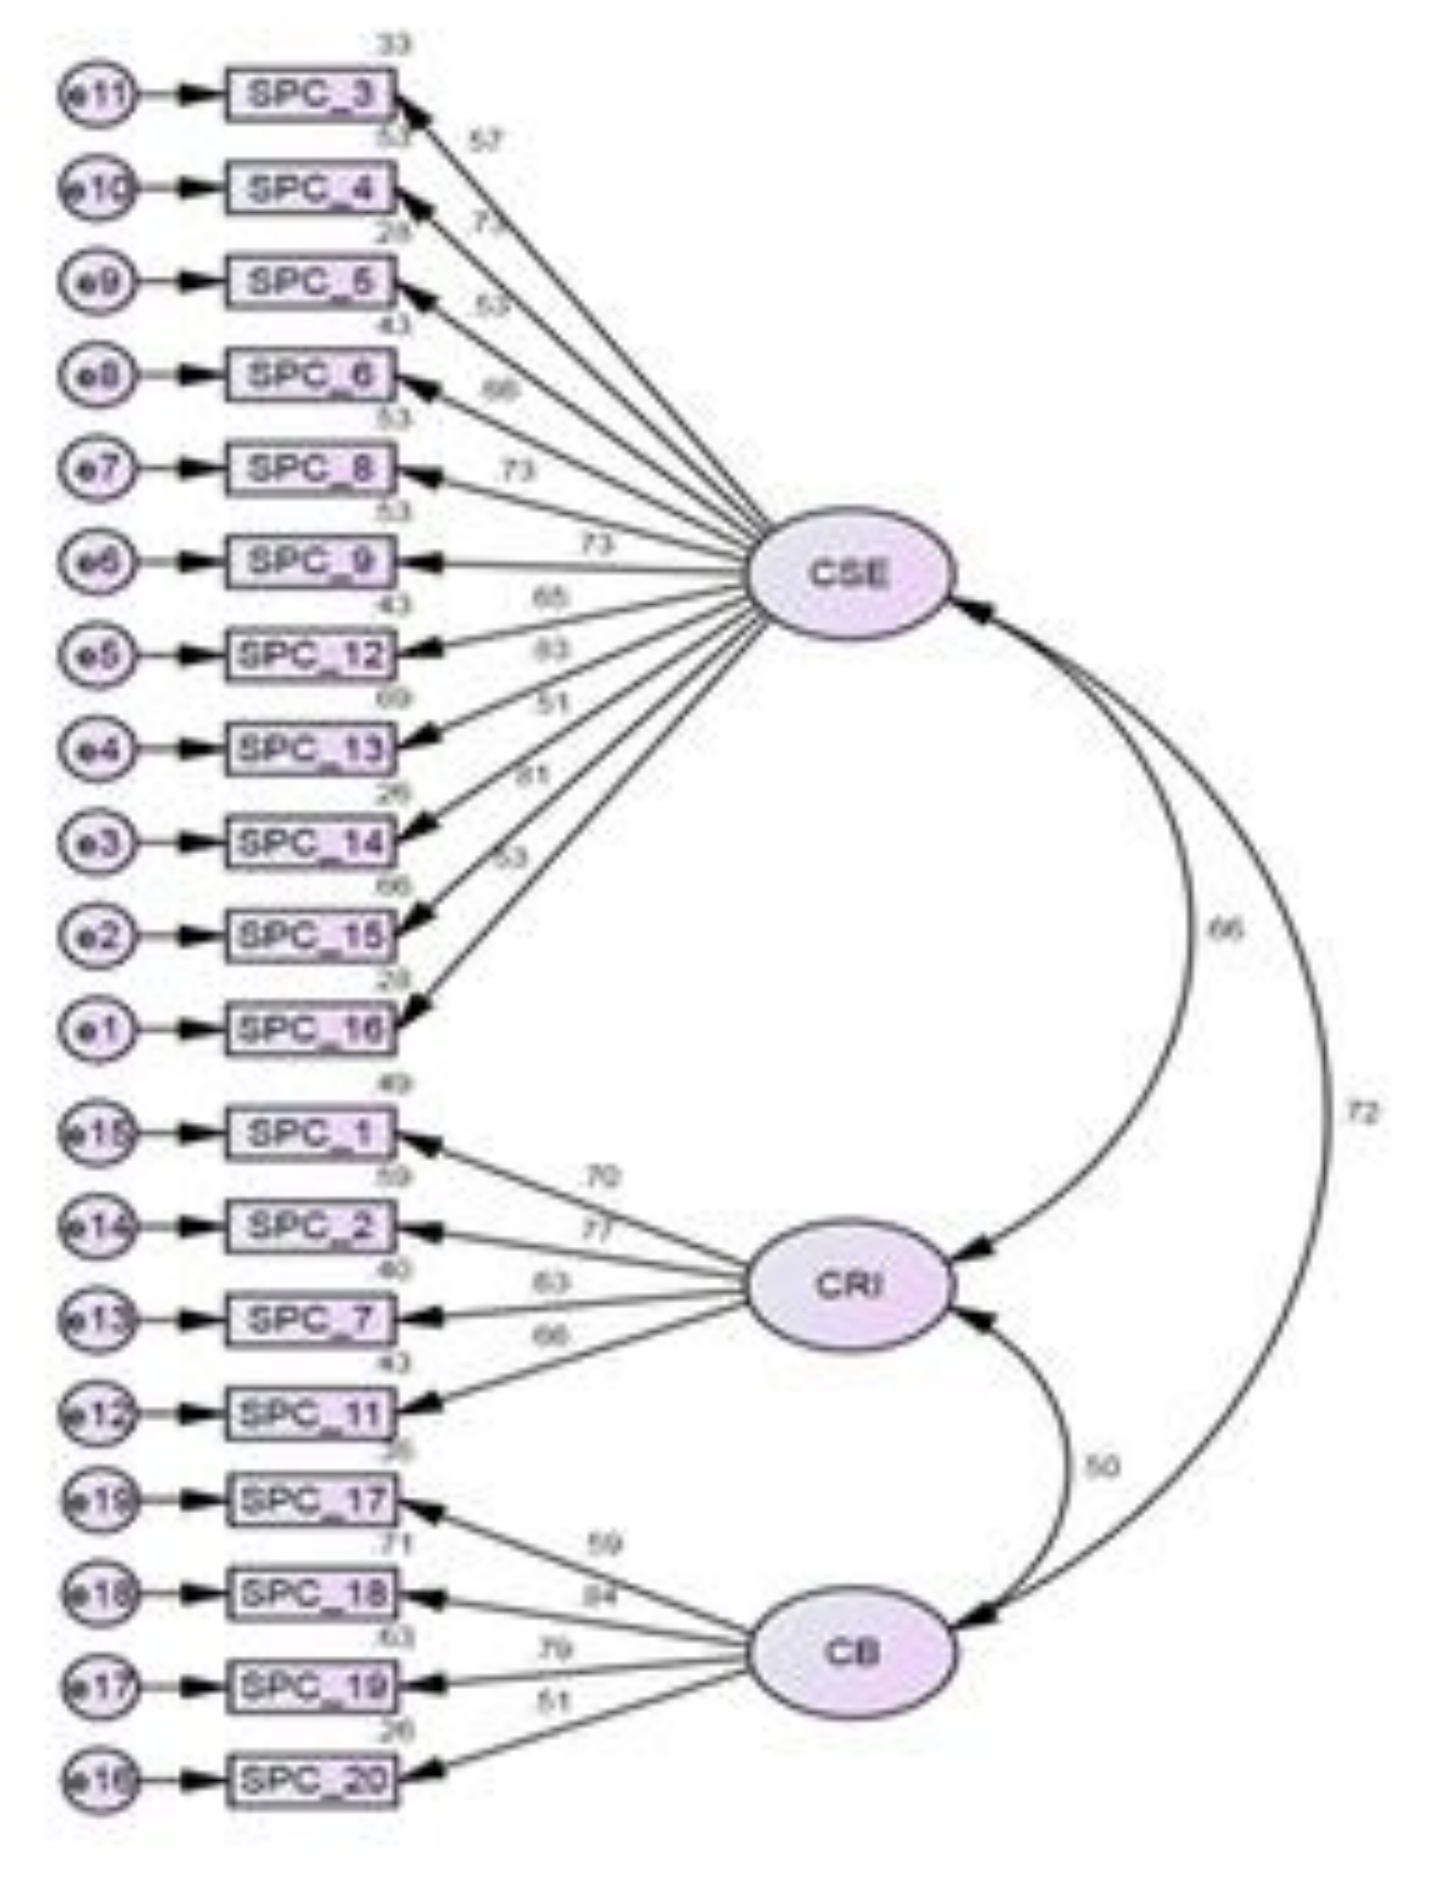 .33
e11 SPC_3
.57
.53
e10 SPC_4
.73
.28
e9 SPC_5
.53
.43
e8 SPC_6
.66
.53
e7 SPC_8
.73
.53
e6 SPC_9
.73
CSE
.43
.65
e5 SPC_12
.83
.69
e4 SPC_13
.51
.26
.81
e3 SPC_14
.53
.66
e2 SPC_15
.66
.28
e1 SPC_16
.49
.72
e15 SPC_1
.59
.70
e14 SPC_2
.77
.40
.63
CRI
e13 SPC_7
.66
.43
e12 SPC_11
.50
e19 SPC_17
.71
.59
e18 SPC_18
.84
.63
.79
CB
e17 SPC_19
.51
.26
e16 SPC_20